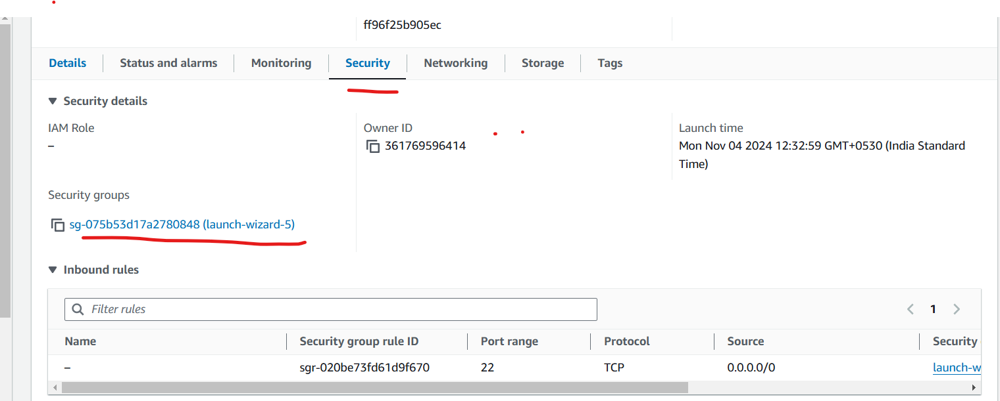 ff96f25b905ec
Details Status and alarms Monitoring Security Networking Storage Tags
Security details
IAM Role
–
Owner ID
361769596414
Launch time
Mon Nov 04 2024 12:32:59 GMT+0530 (India Standard
Time)
Security groups
sg-075b53d17a2780848 (launch-wizard-5)
Inbound rules
Filter rules
1
Name Security group rule ID Port range Protocol Source Security
– sgr-020be73fd61d9f670 22 TCP 0.0.0.0/0 launch-w